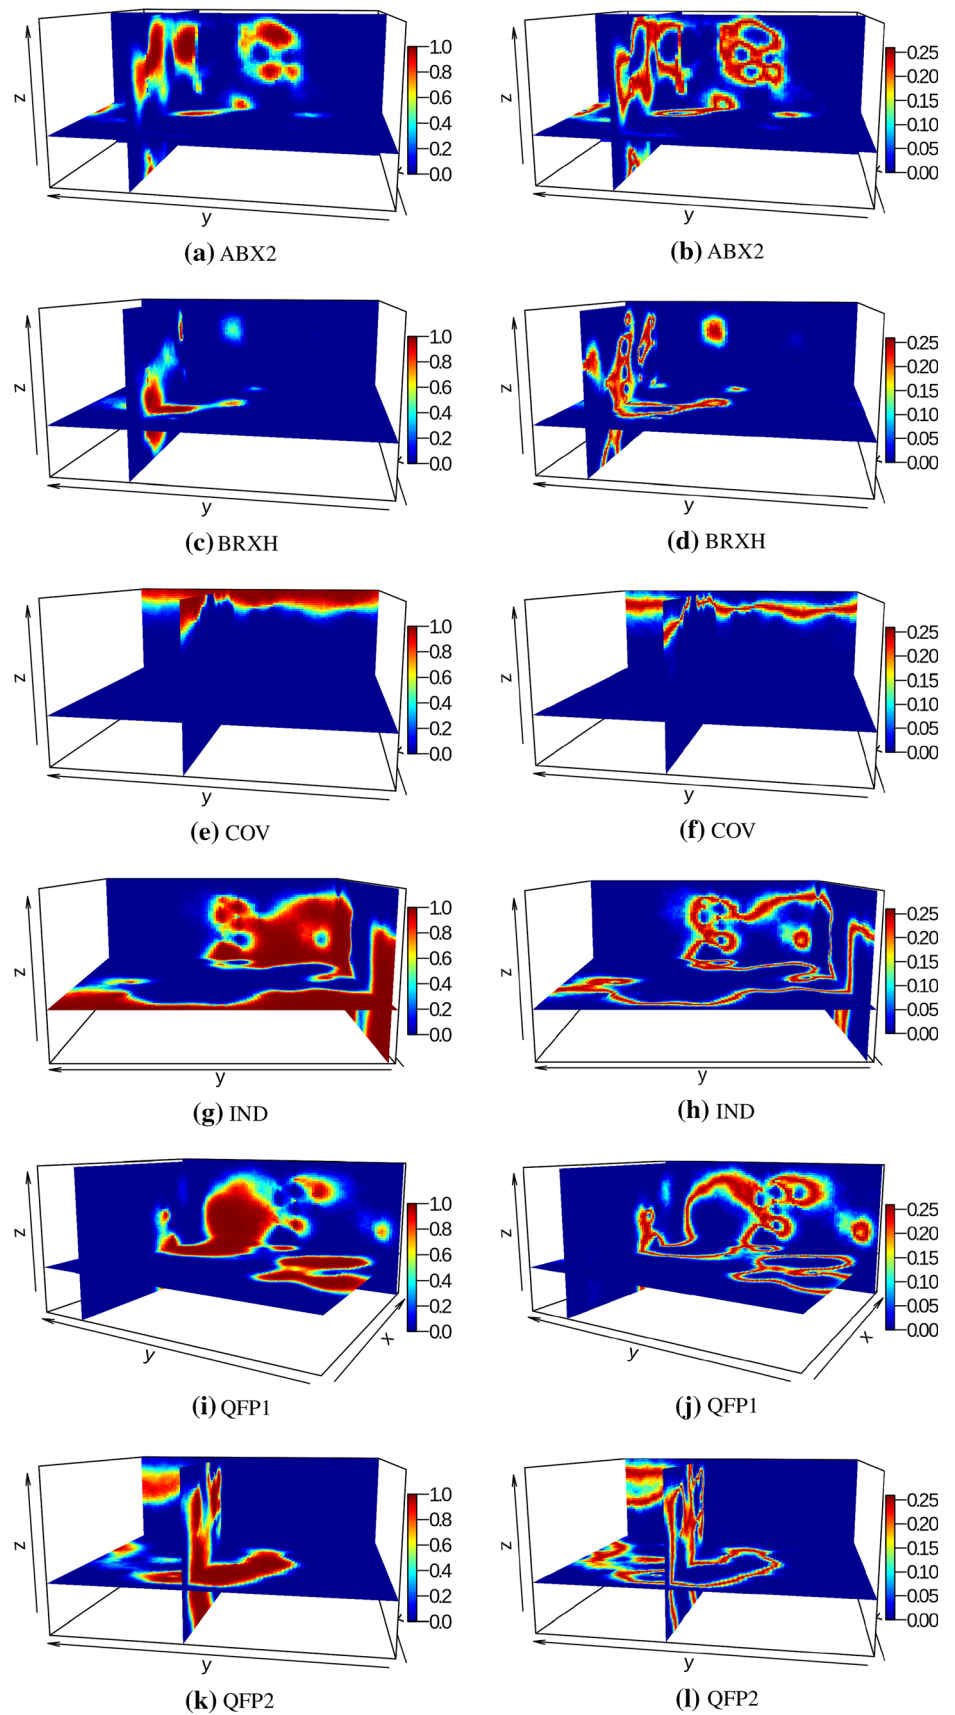 z
y
1.0
0.8
0.6
0.4
0.2
0.0
(a) ABX2
z
y
0.25
0.20
0.15
0.10
0.05
0.00
(b) ABX2
z
y
1.0
0.8
0.6
0.4
0.2
0.0
(c) BRXH
z
y
0.25
0.20
0.15
0.10
0.05
0.00
(d) BRXH
z
y
1.0
0.8
0.6
0.4
0.2
0.0
(e) COV
z
y
0.25
0.20
0.15
0.10
0.05
0.00
(f) COV
z
y
1.0
0.8
0.6
0.4
0.2
0.0
(g) IND
z
y
0.25
0.20
0.15
0.10
0.05
0.00
(h) IND
z
y
x
1.0
0.8
0.6
0.4
0.2
0.0
(i) QFP1
z
y
x
0.25
0.20
0.15
0.10
0.05
0.00
(j) QFP1
z
y
1.0
0.8
0.6
0.4
0.2
0.0
(k) QFP2
z
y
0.25
0.20
0.15
0.10
0.05
0.00
(l) QFP2